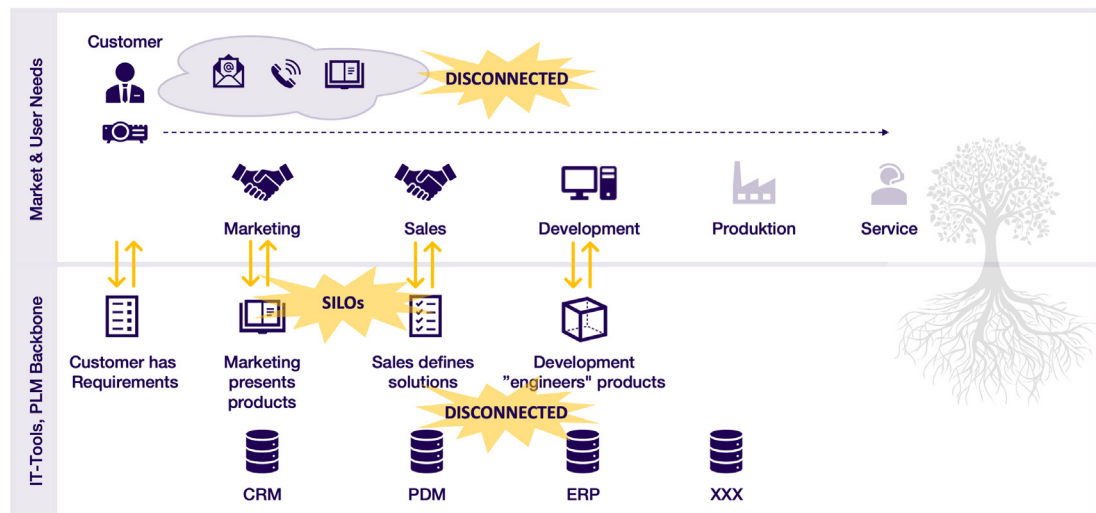 Market & User Needs
Customer
@
DISCONNECTED
Marketing
Sales
Development
Produktion
Service
IT-Tools, PLM Backbone
SILOs
Customer has
Requirements
Marketing
presents
products
Sales defines
solutions
Development
”engineers" products
DISCONNECTED
CRM
PDM
ERP
XXX